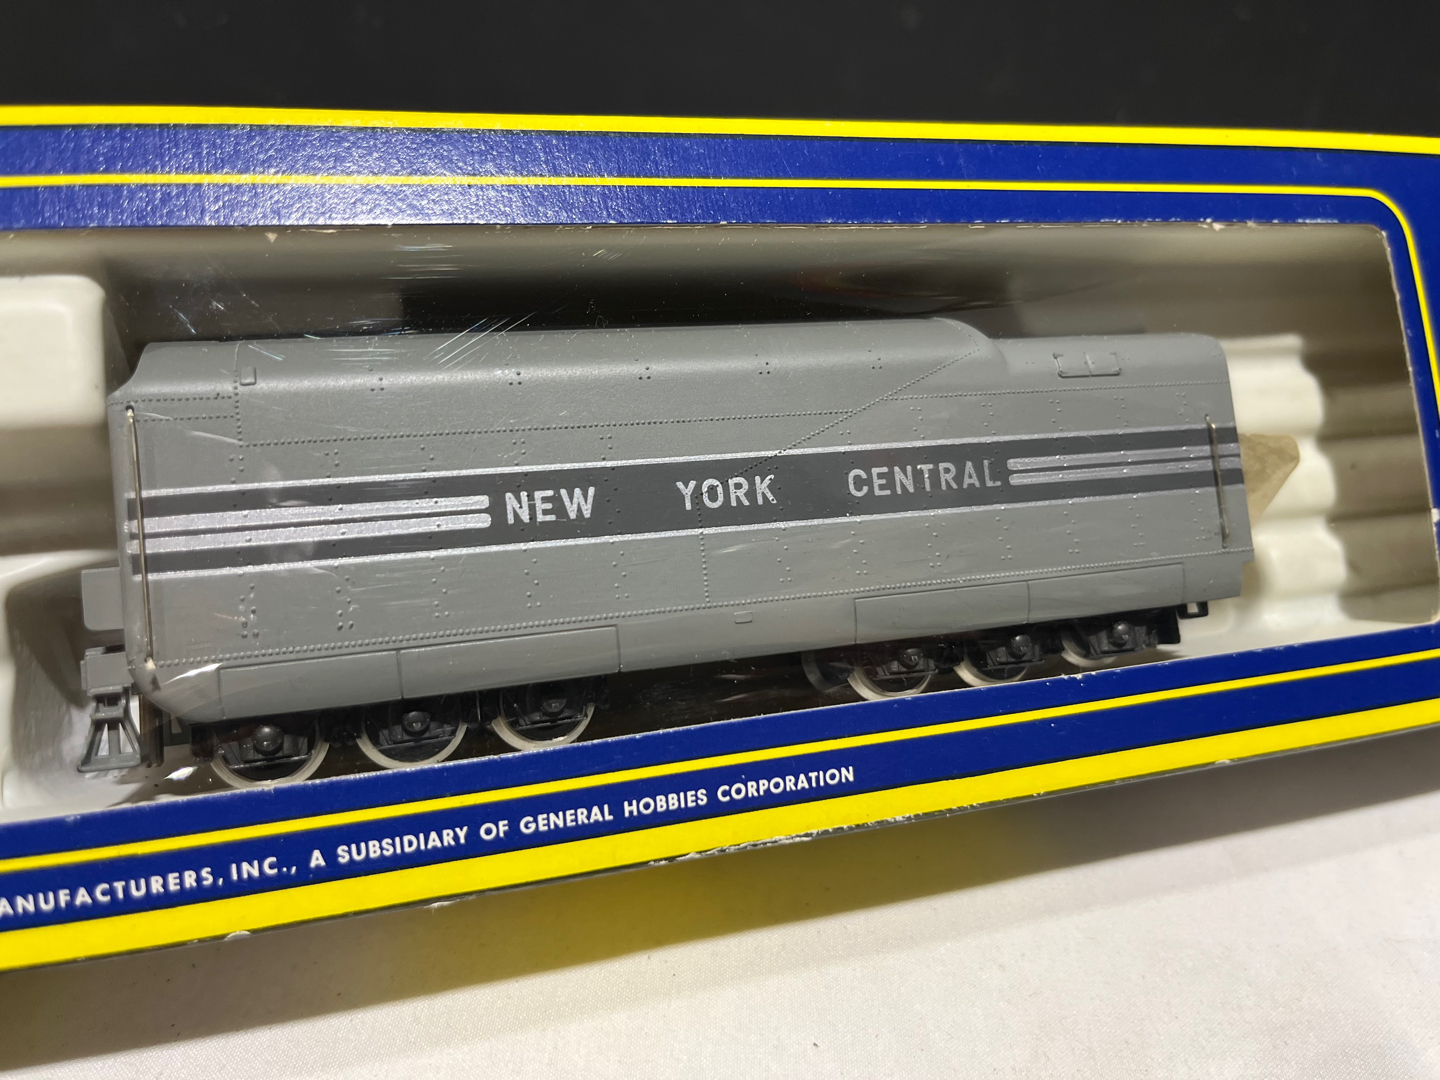 NEW YORK CENTRAL
ANUFACTURERS, INC., A SUBSIDIARY OF GENERAL HOBBIES CORPORATION